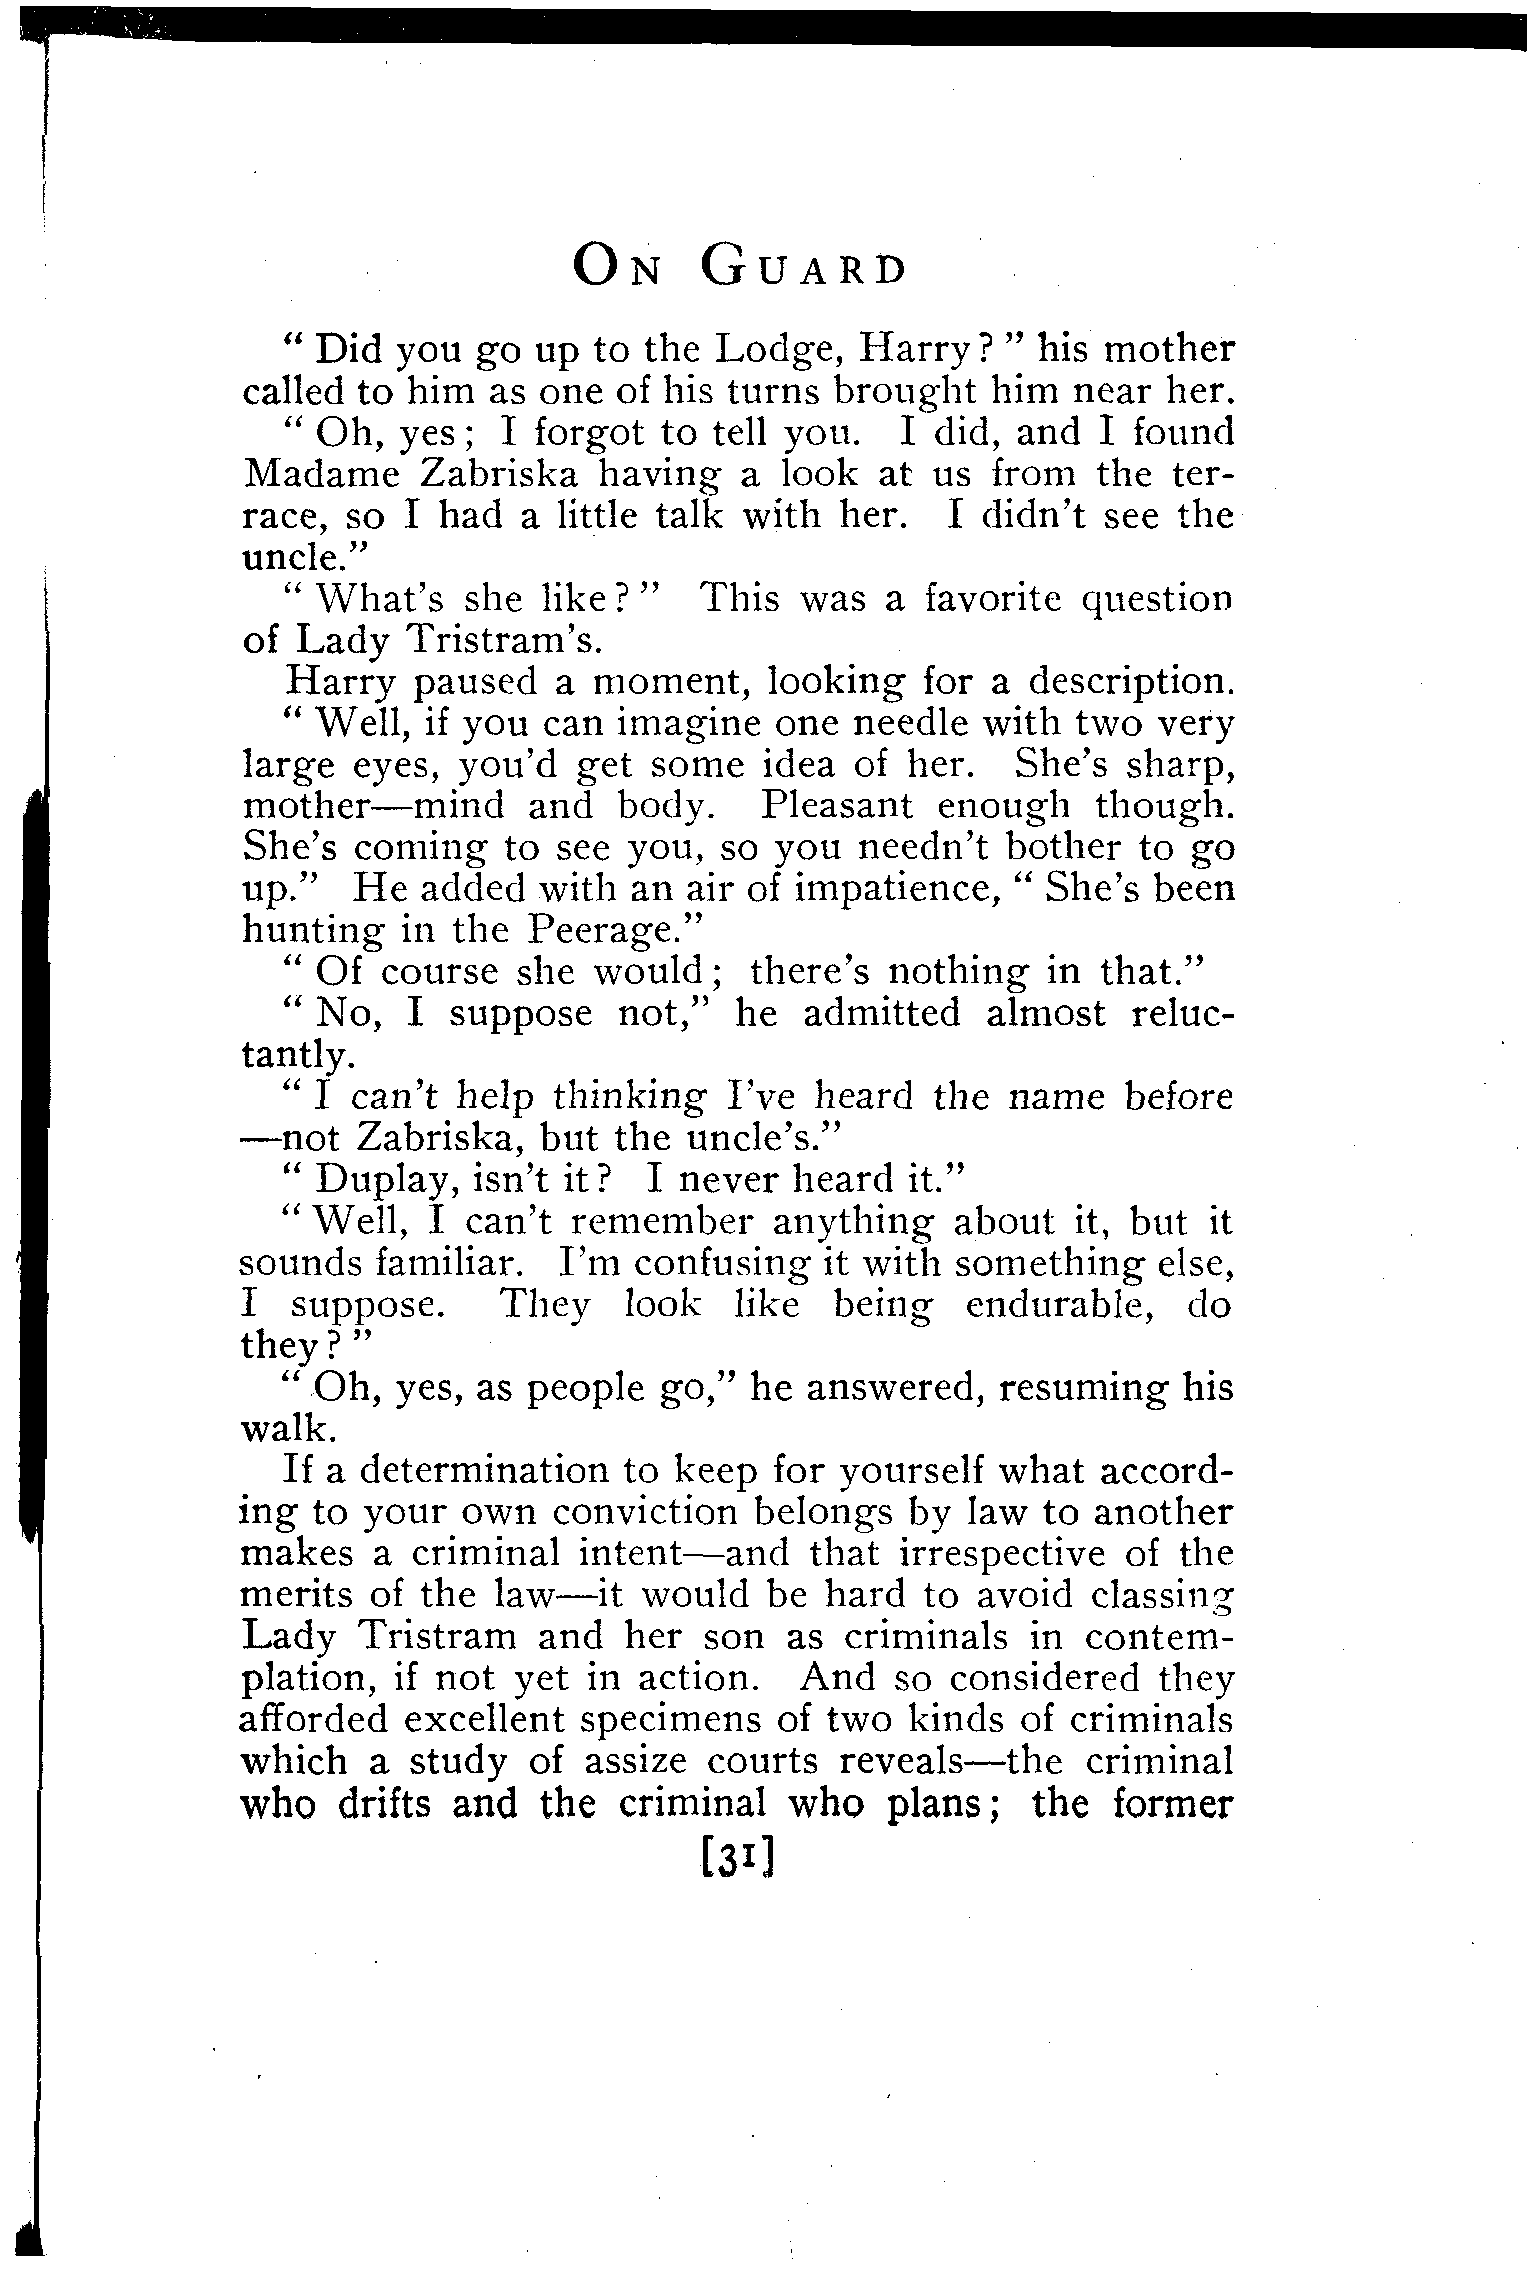 On Guard
“ Did you go up to the Lodge, Harry? ” his mother
called to him as one of his turns brought him near her.
“ Oh, yes; I forgot to tell you. I did, and I found
Madame Zabriska having a look at us from the ter-
race, so I had a little talk with her. I didn't see the
uncle.”
“ What's she like? ” This was a favorite question
of Lady Tristram's.
Harry paused a moment, looking for a description.
“ Well, if you can imagine one needle with two very
large eyes, you'd get some idea of her. She's sharp,
mother—mind and body. Pleasant enough though.
She's coming to see you, so you needn't bother to go
up.” He added with an air of impatience, “ She's been
hunting in the Peerage.”
“ Of course she would; there's nothing in that.”
“ No, I suppose not,” he admitted almost reluc-
tantly.
“ I can't help thinking I've heard the name before
—not Zabriska, but the uncle's.”
“ Duplay, isn't it? I never heard it.”
“ Well, I can't remember anything about it, but it
sounds familiar. I'm confusing it with something else,
I suppose. They look like being endurable, do
they? ”
“ Oh, yes, as people go,” he answered, resuming his
walk.
If a determination to keep for yourself what accord-
ing to your own conviction belongs by law to another
makes a criminal intent—and that irrespective of the
merits of the law—it would be hard to avoid classing
Lady Tristram and her son as criminals in contem-
plation, if not yet in action. And so considered they
afforded excellent specimens of two kinds of criminals
which a study of assize courts reveals—the criminal
who drifts and the criminal who plans; the former
[31]